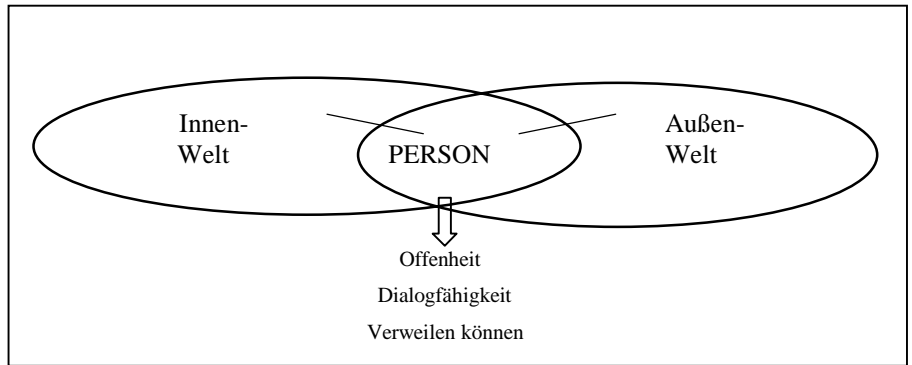 Innen-
Welt
PERSON
Außen-
Welt
Offenheit
Dialogfähigkeit
Verweilen können